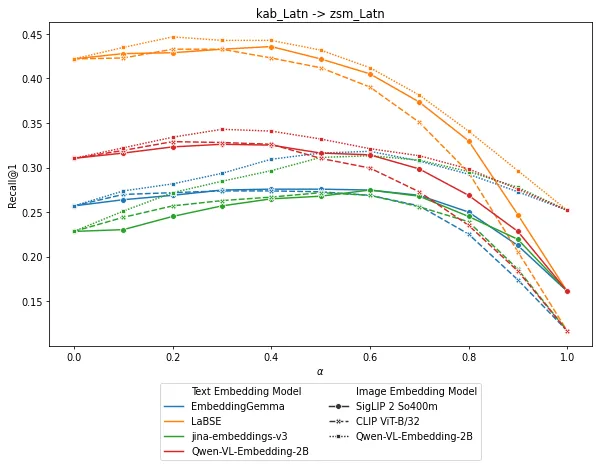 kab_Latn -> zsm_Latn
Recall@1
0.45
0.40
0.35
0.30
0.25
0.20
0.15
0.0
0.2
0.4
0.6
0.8
1.0
α
Text Embedding Model
EmbeddingGemma
LaBSE
jina-embeddings-v3
Qwen-VL-Embedding-2B
Image Embedding Model
SigLIP 2 So400m
CLIP ViT-B/32
Qwen-VL-Embedding-2B